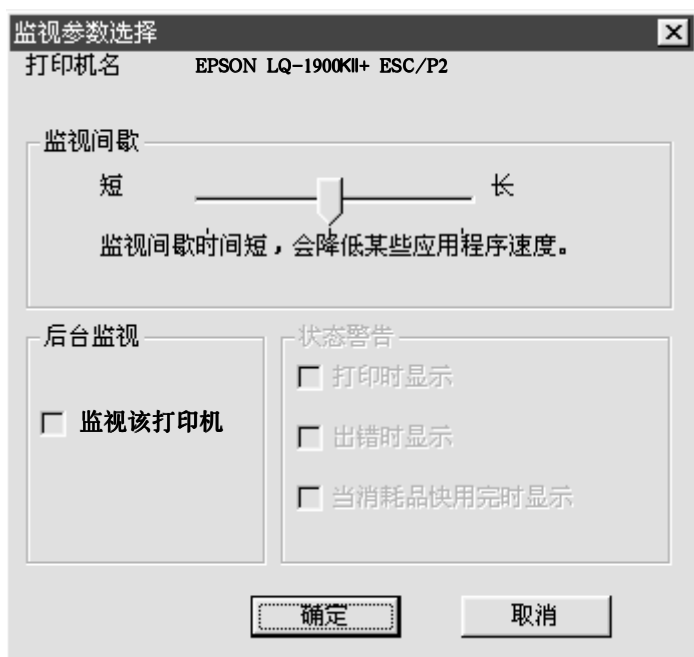 监视参数选择
打印机名 EPSON LQ-1900KII+ ESC/P2
监视间歇
短 长
监视间歇时间短，会降低某些应用程序速度。
后台监视
监视该打印机
状态警告
打印时显示
出错时显示
当消耗品快用完时显示
确定 取消